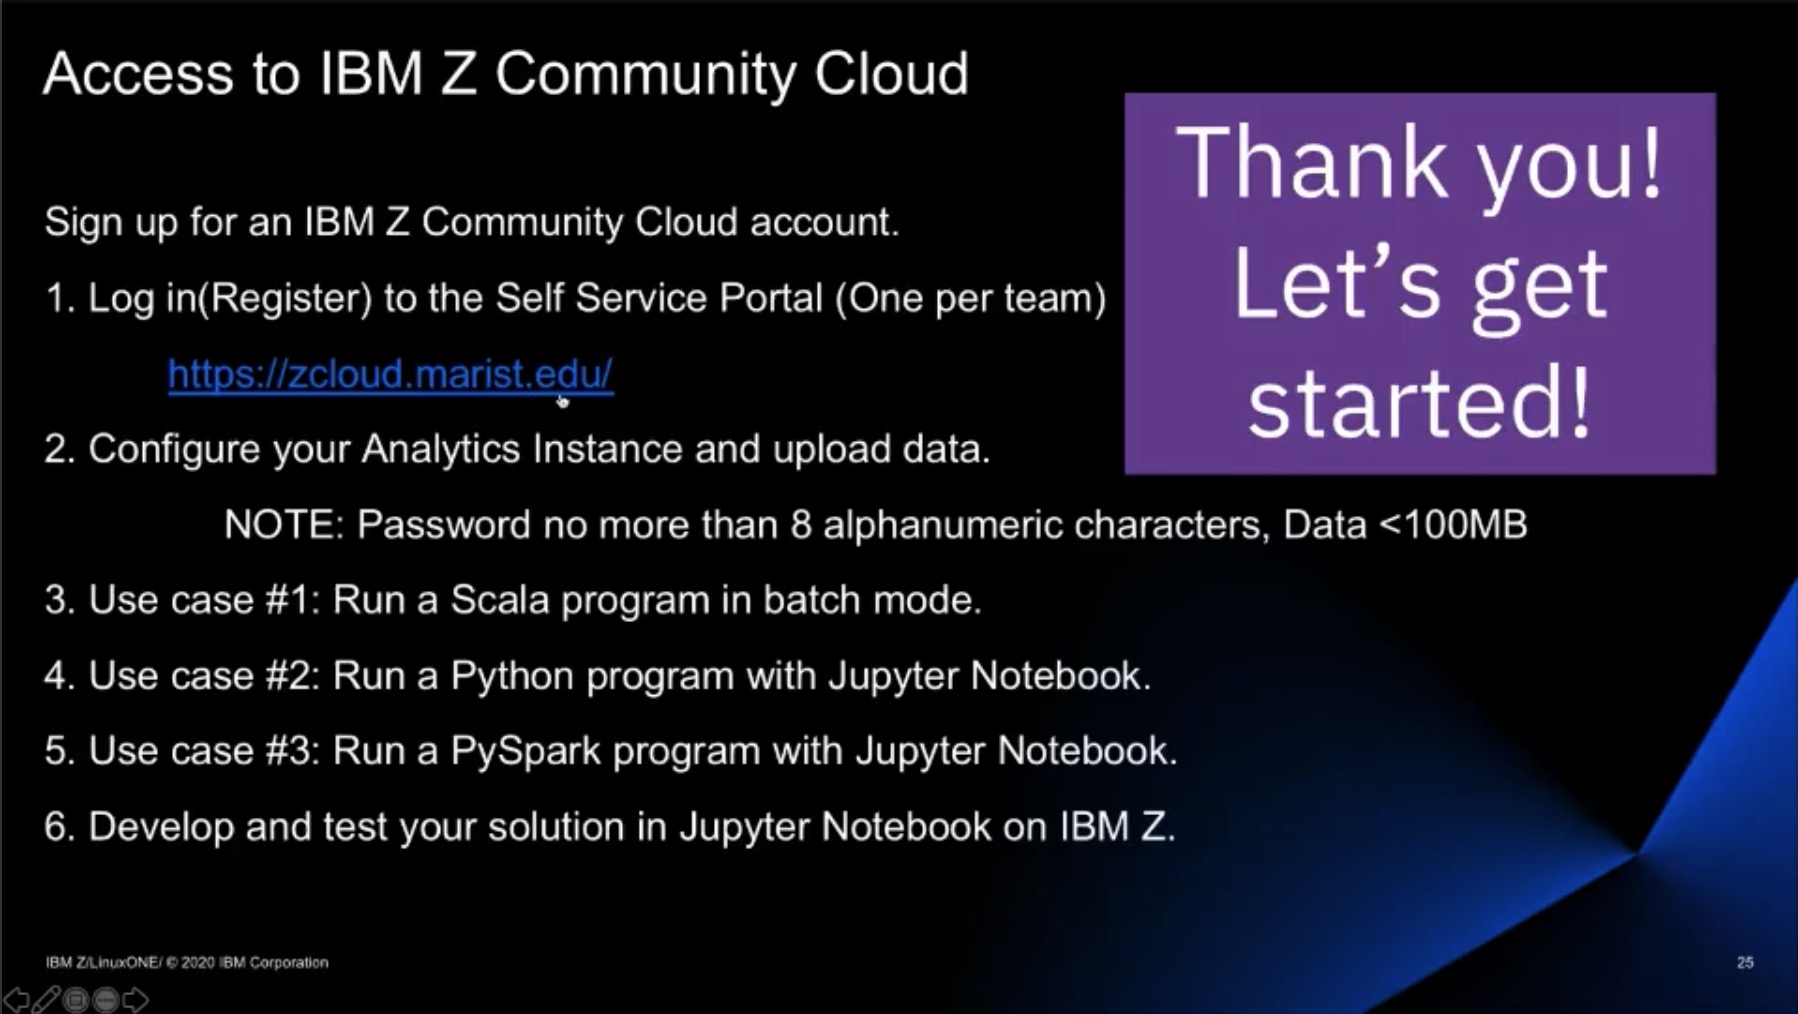 Access to IBM Z Community Cloud
Thank you!
Let's get
started!
Sign up for an IBM Z Community Cloud account.
1. Log in(Register) to the Self Service Portal (One per team)
https://zcloud.marist.edu/
2. Configure your Analytics Instance and upload data.
NOTE: Password no more than 8 alphanumeric characters, Data <100MB
3. Use case #1: Run a Scala program in batch mode.
4. Use case #2: Run a Python program with Jupyter Notebook.
5. Use case #3: Run a PySpark program with Jupyter Notebook.
6. Develop and test your solution in Jupyter Notebook on IBM Z.
IBM Z/LinuxONE/ © 2020 IBM Corporation
25